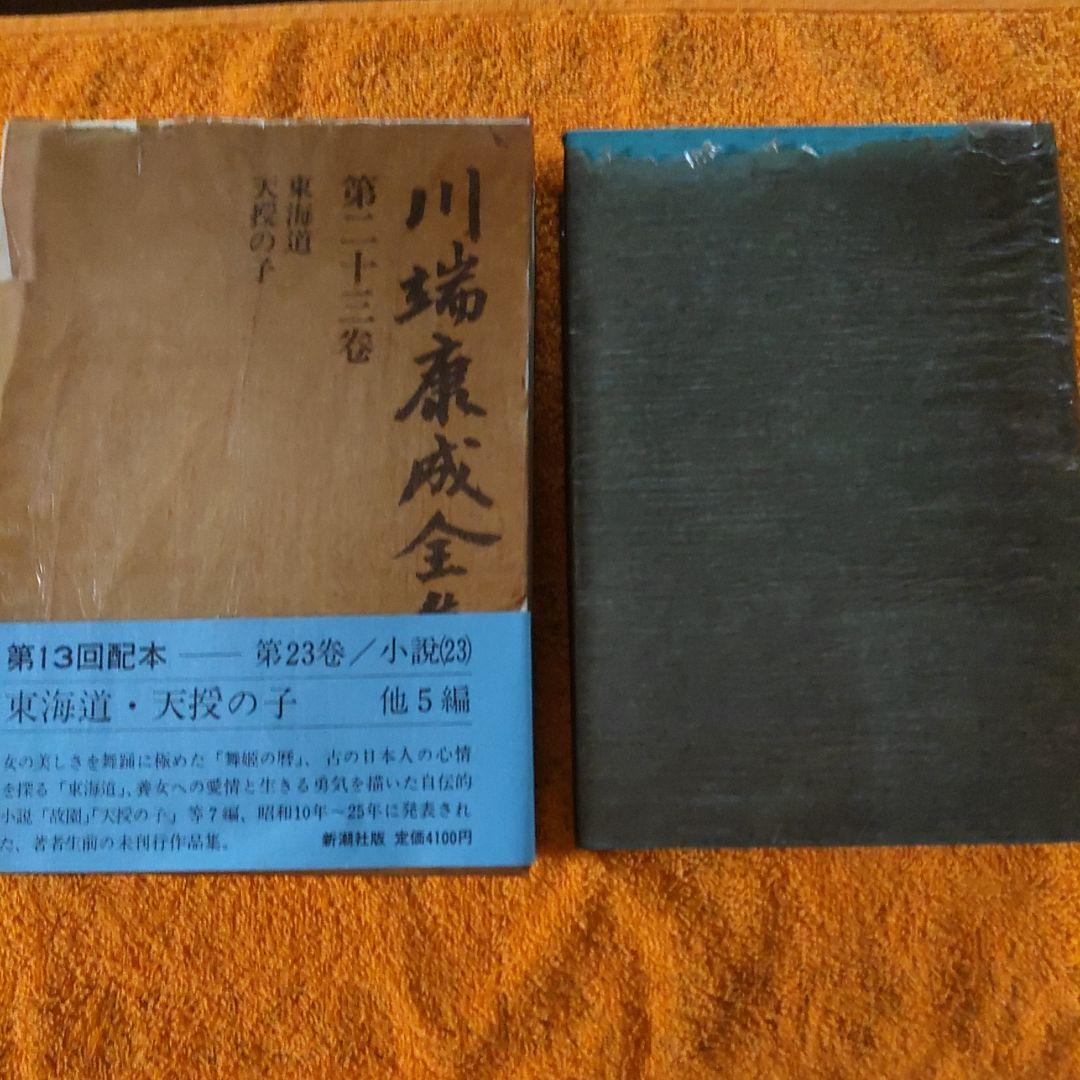 川端康成全集
第二十三巻
東海道
天授の子
第13回配本 ── 第23巻／小説(23)
東海道・天授の子 他5編
女の美しさを舞踊に極めた「舞姫の暦」、古の日本人の心情
を探る「東海道」、養女への愛情と生きる勇気を描いた自伝的
小説「故園」「天授の子」等7編、昭和10年〜25年に発表され
た、著者生前の未刊行作品集。
新潮社版 定価4100円